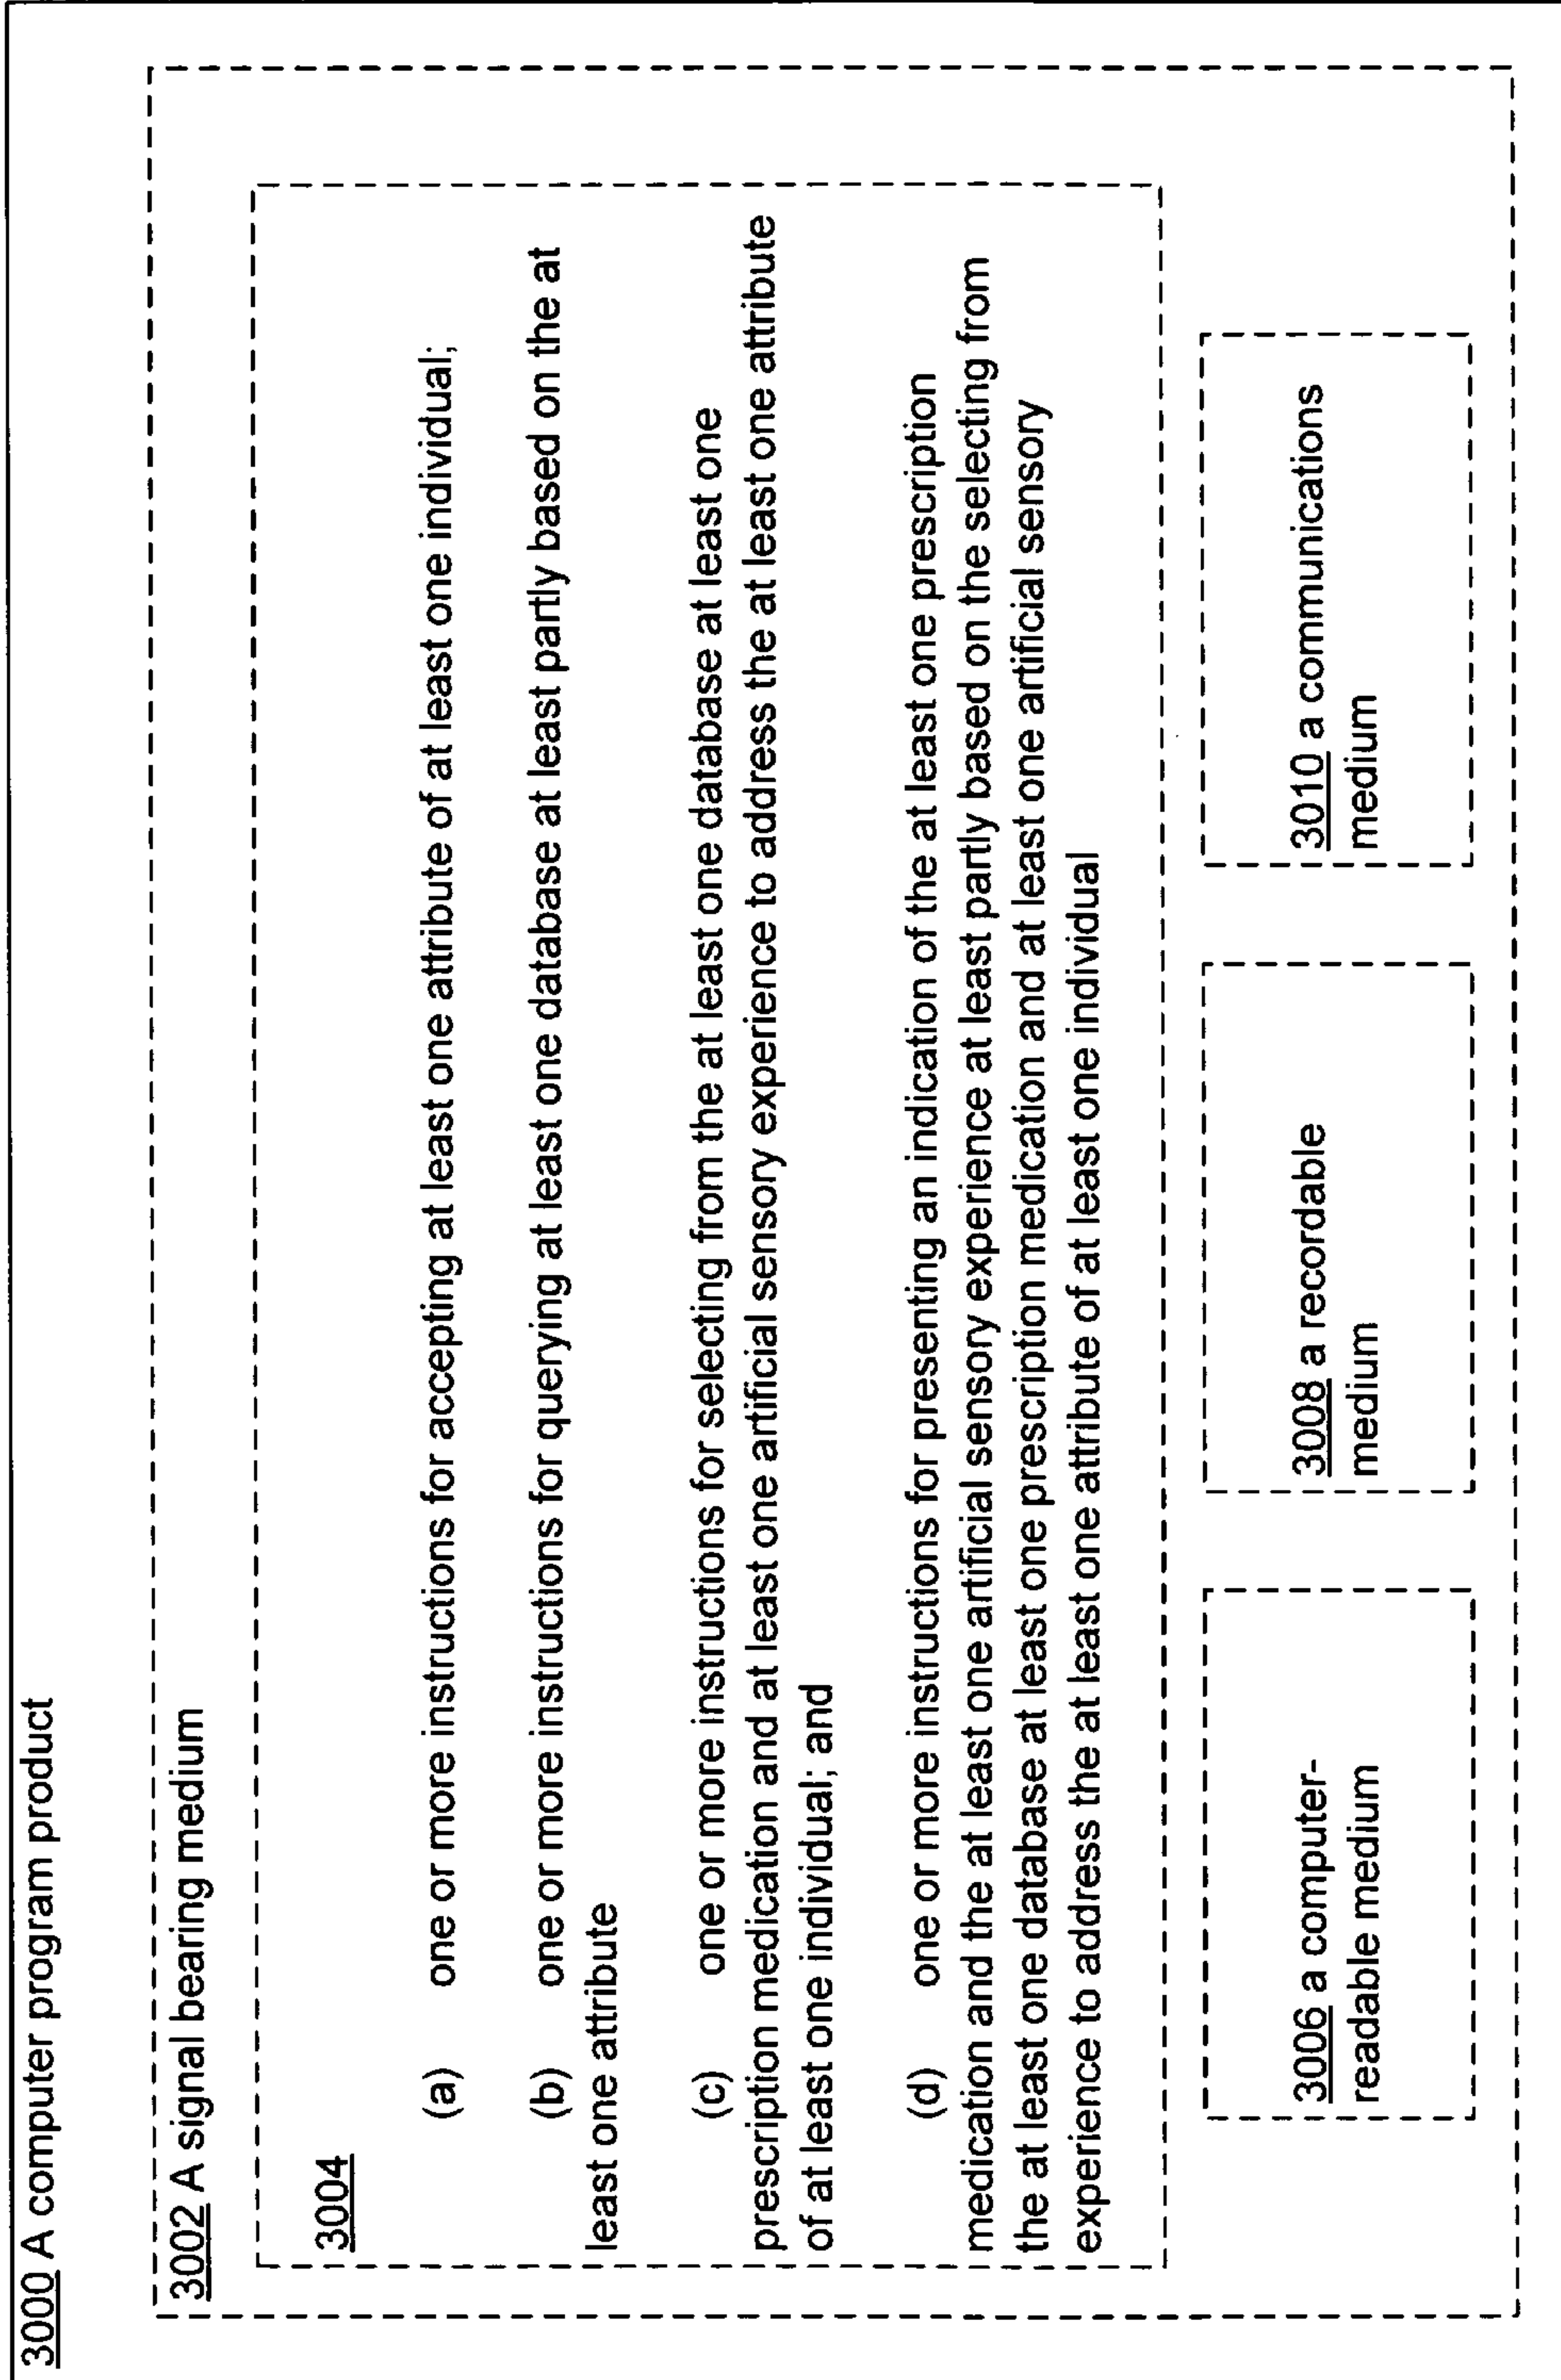 3000 A computer program product
3002 A signal bearing medium
3004
(a) one or more instructions for accepting at least one attribute of at least one individual;
(b) one or more instructions for querying at least one database at least partly based on the at
least one attribute
(c) one or more instructions for selecting from the at least one database at least one
prescription medication and at least one artificial sensory experience to address the at least one attribute
of at least one individual; and
(d) one or more instructions for presenting an indication of the at least one prescription
medication and the at least one artificial sensory experience at least partly based on the selecting from
the at least one database at least one prescription medication and at least one artificial sensory
experience to address the at least one attribute of at least one individual
3006 a computer-
readable medium
3008 a recordable
medium
3010 a communications
medium